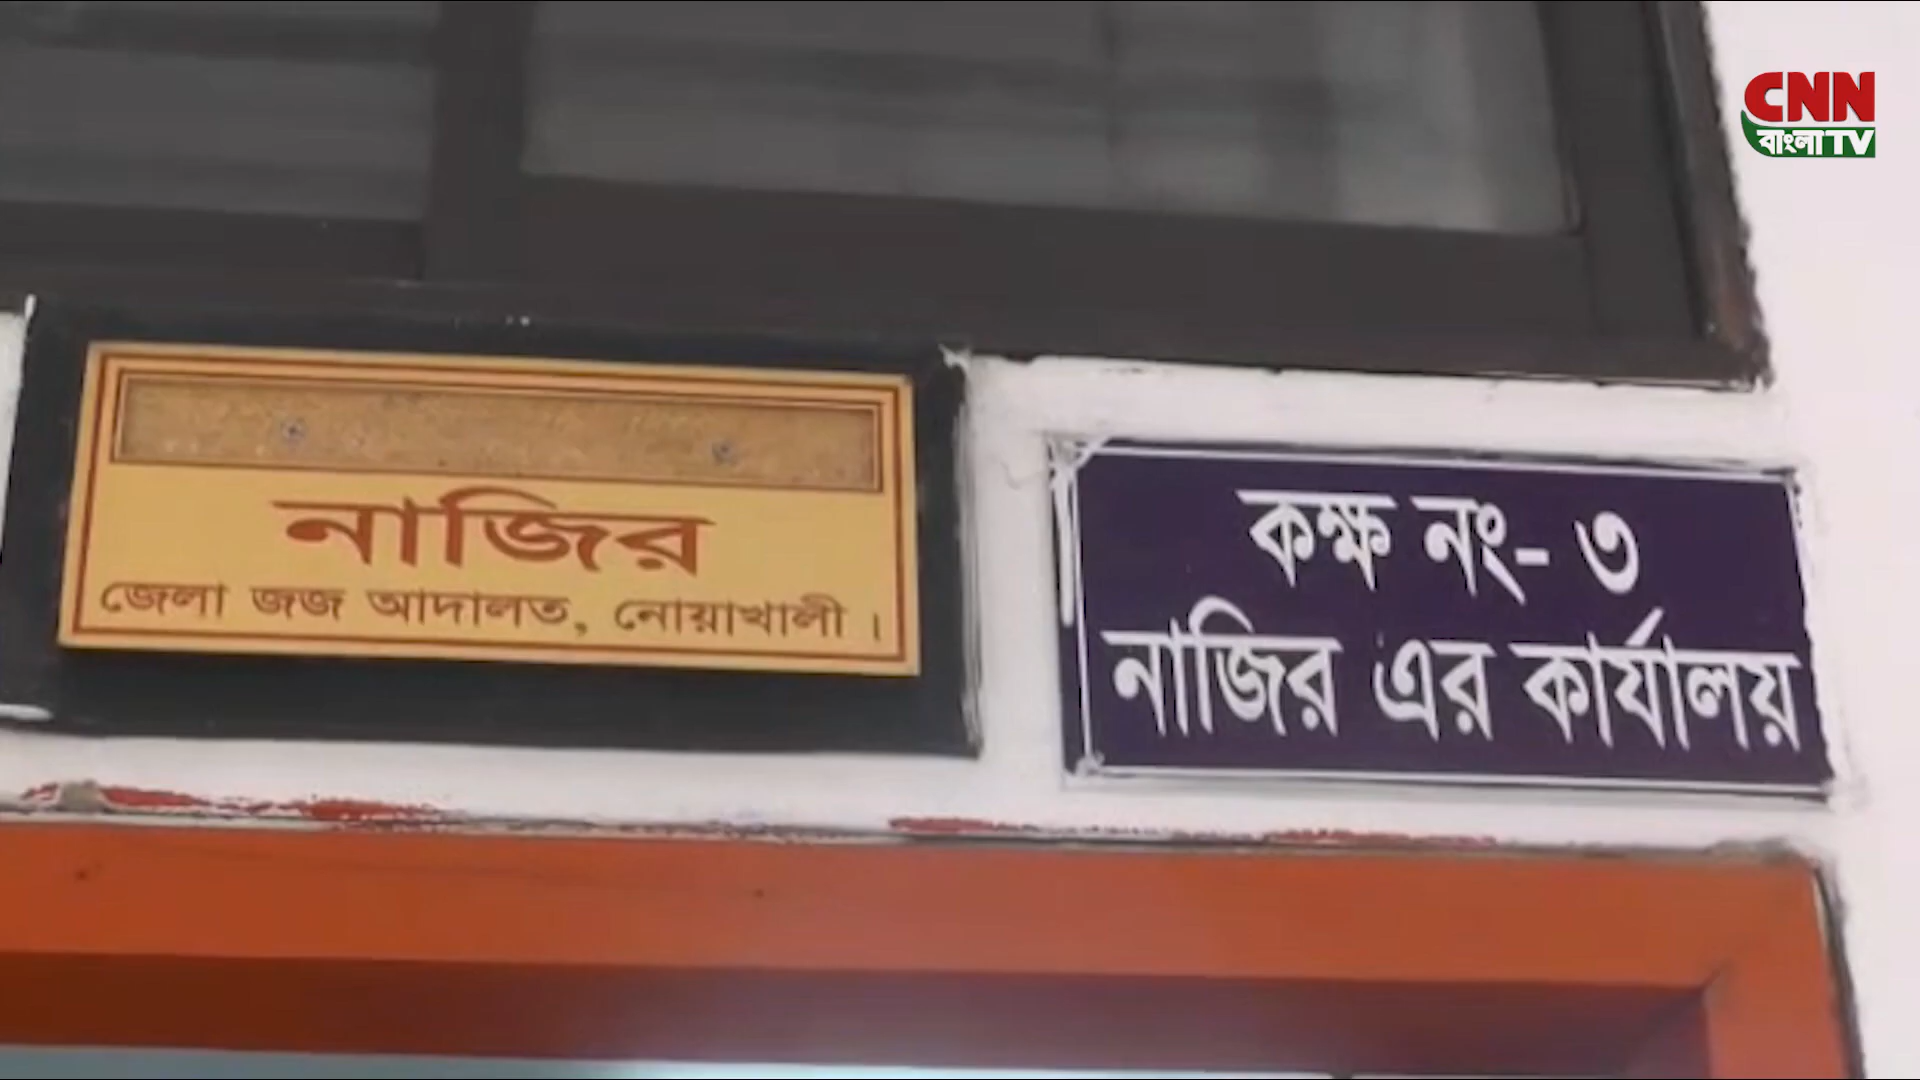 CNN
বাংলা TV
নাজির
জেলা জজ আদালত, নোয়াখালী।
কক্ষ নং- ৩
নাজির এর কার্যালয়